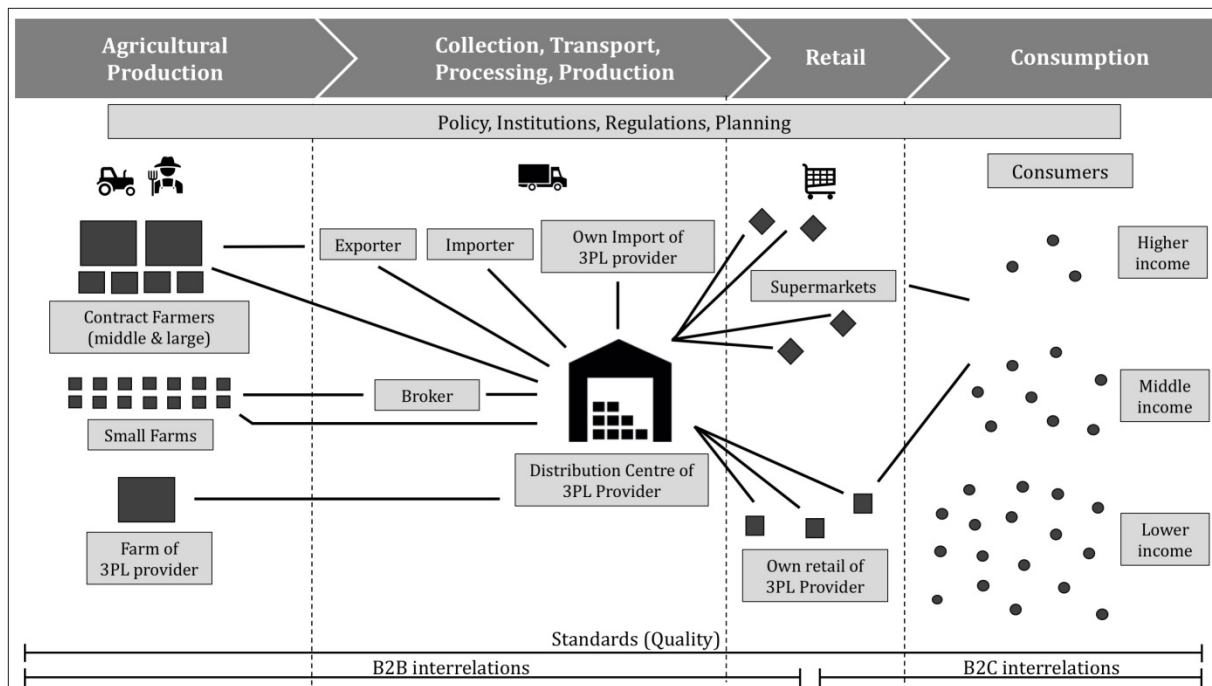 Agricultural
Production
Collection, Transport,
Processing, Production
Retail
Consumption
Policy, Institutions, Regulations, Planning
Consumers
Exporter
Importer
Own Import of
3PL provider
Higher
income
Supermarkets
Contract Farmers
(middle & large)
Broker
Middle
income
Small Farms
Distribution Centre of
3PL Provider
Lower
income
Farm of
3PL provider
Own retail of
3PL Provider
Standards (Quality)
B2B interrelations
B2C interrelations